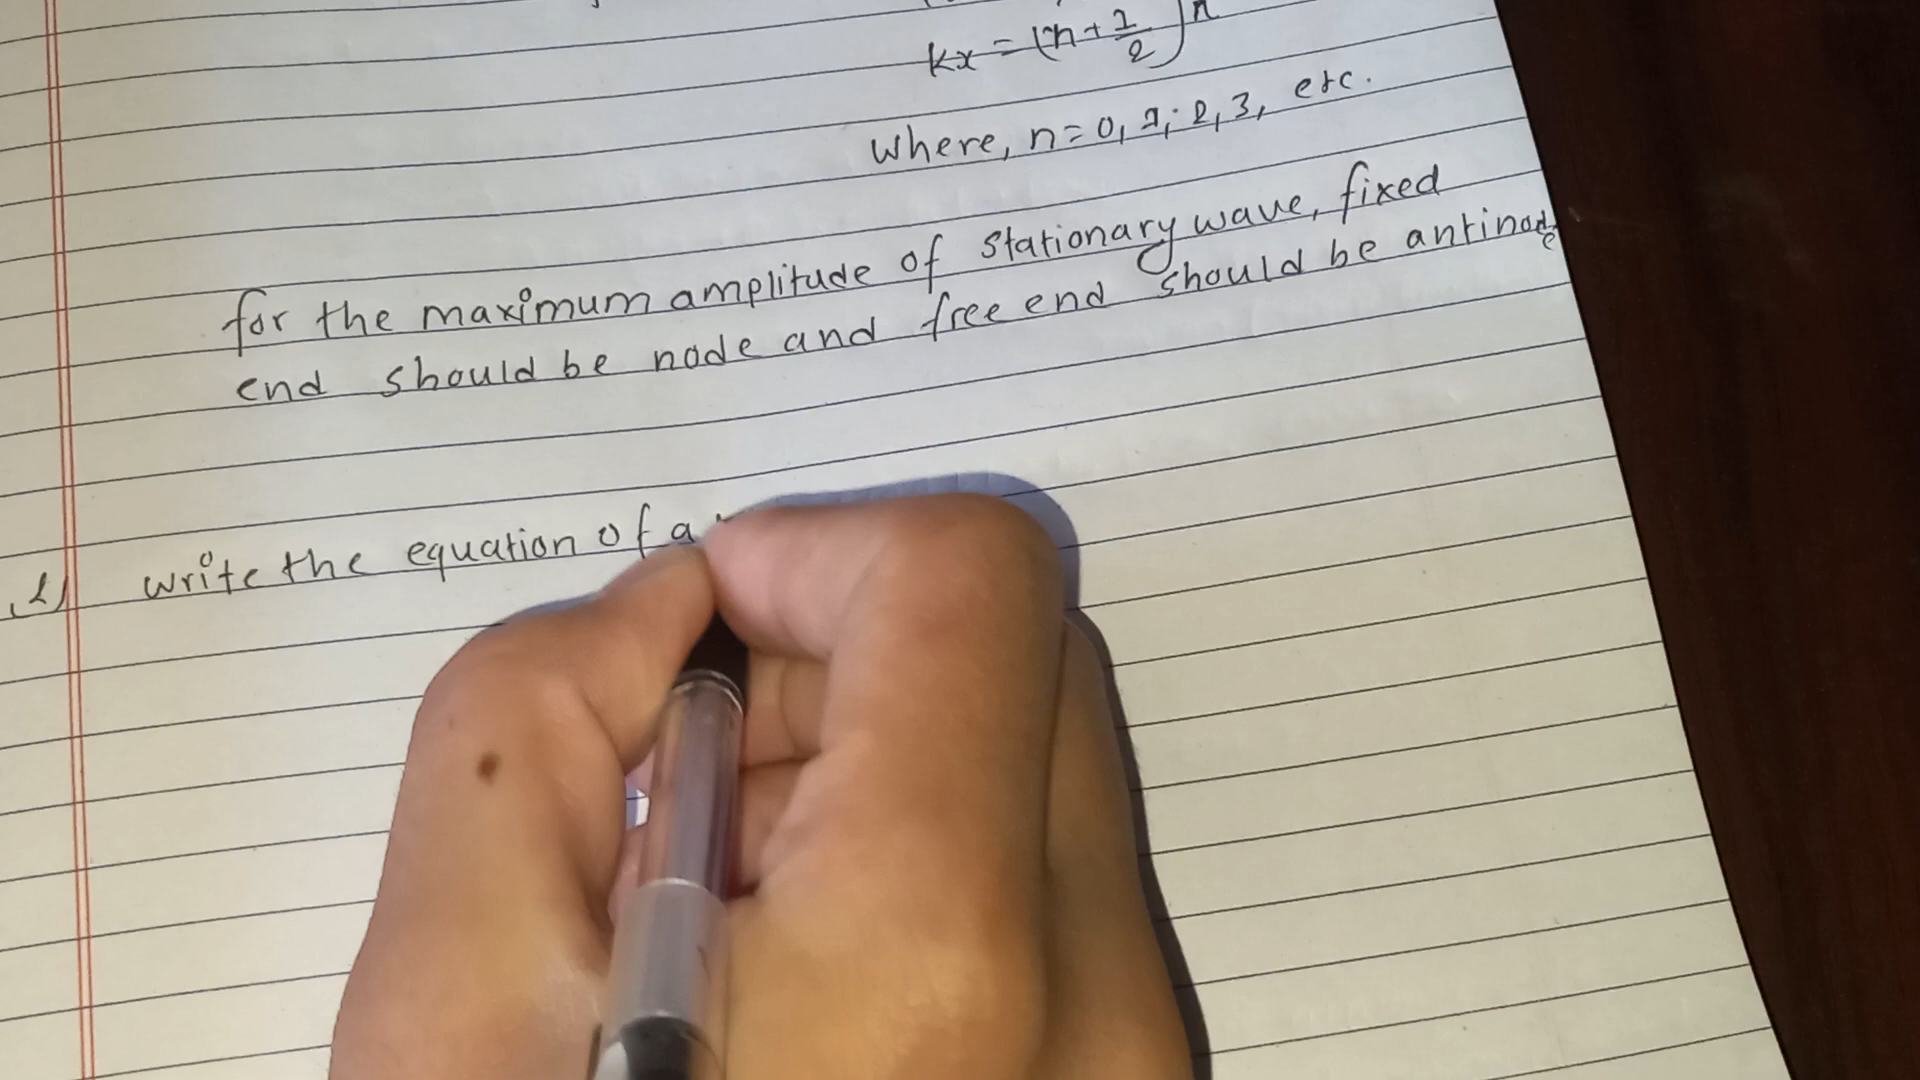 kx = (n + 1/2) π
where, n = 0, 1, 2, 3, etc.
for the maximum amplitude of stationary wave, fixed
end should be node and free end should be antinode
write the equation of a